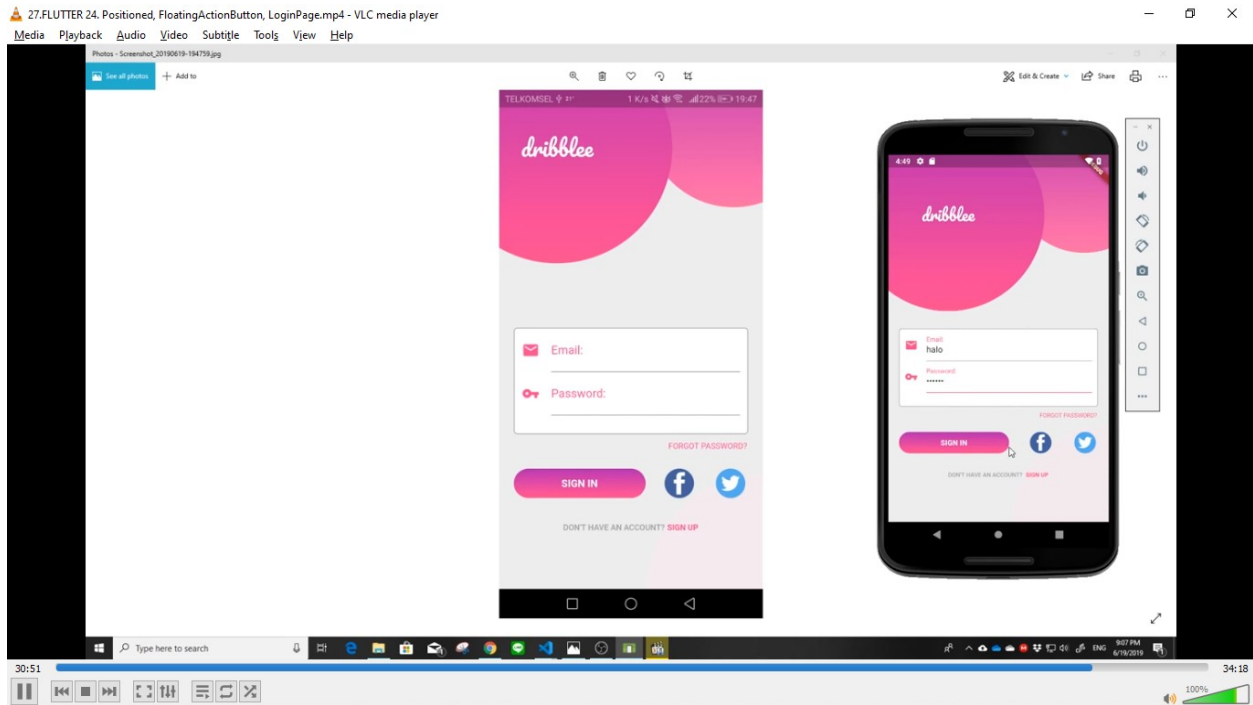 27.FLUTTER 24. Positioned, FloatingActionButton, LoginPage.mp4 - VLC media player
Media Playback Audio Video Subtitle Tools View Help
Photos - Screenshot_20190619-194759.jpg
See all photos + Add to
Edit & Create Share
TELKOMSEL 1 K/s 22% 19:47
dribblee
Email:
Password:
FORGOT PASSWORD?
SIGN IN
DON'T HAVE AN ACCOUNT? SIGN UP
4:49
dribblee
Email:
halo
Password:
••••••
FORGOT PASSWORD?
SIGN IN
DON'T HAVE AN ACCOUNT? SIGN UP
Type here to search
ENG
9:07 PM
6/19/2019
30:51
34:18
100%